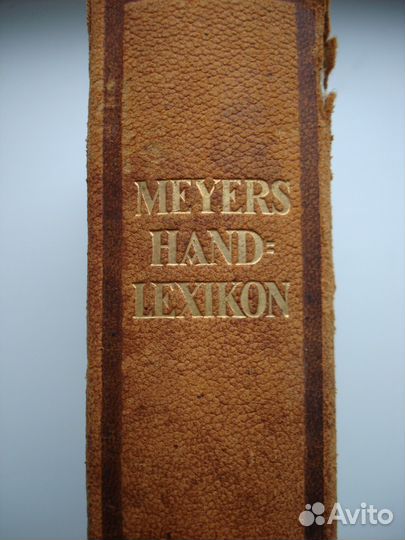 MEYERS
HAND=
LEXIKON
Avito